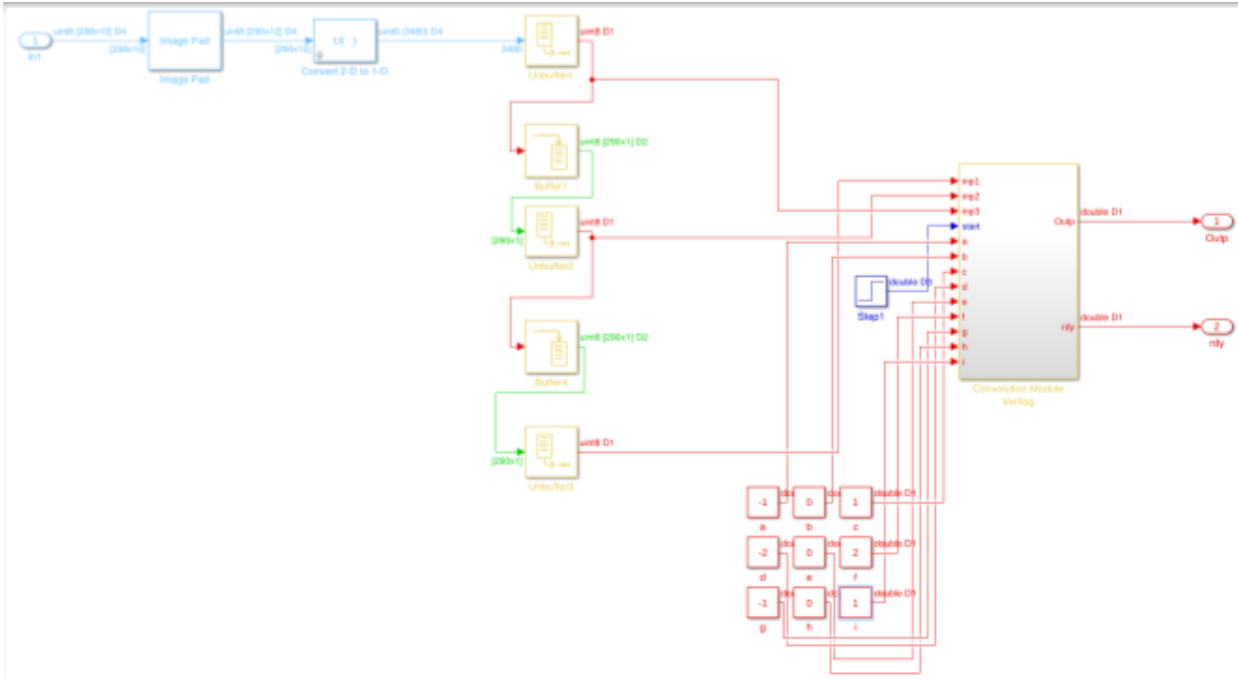 1
In1
uint8 [288x10] D4
[288x10]
Image Pad
Image Pad
uint8 [290x12] D4
[290x12]
U( : )
Convert 2-D to 1-D
uint8 (3480) D4
3480
Unbuffer1
uint8 D1
Buffer1
uint8 [290x1] D2
[290x1]
Unbuffer2
uint8 D1
Buffer4
uint8 [290x1] D2
[290x1]
Unbuffer3
uint8 D1
Step1
double
inp1
inp2
inp3
start
a
b
c
d
e
f
g
h
i
Outp
rdy
Convolution Module
Verilog
double D1
1
Outp
double D1
2
rdy
-1
0
1
double D1
a
b
c
-2
0
2
double D1
d
e
f
-1
0
1
double D1
g
h
i